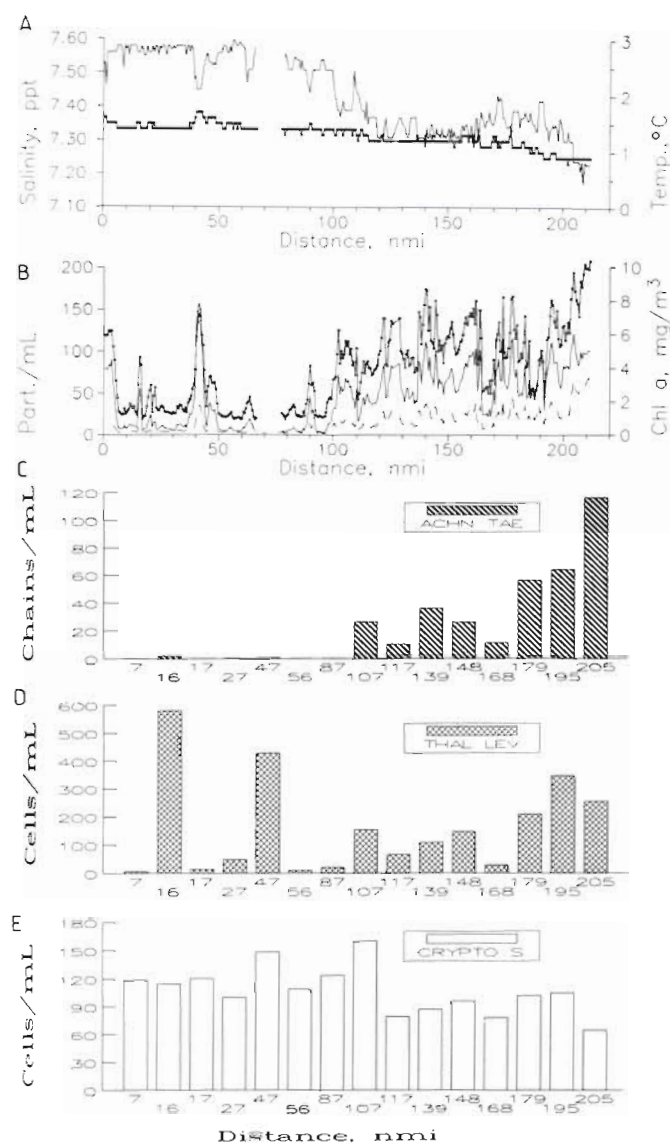 A
7.60
7.50
7.40
7.30
7.20
7.10
Salinity, ppt
3
2
1
0
Temp., °C
0 50 100 150 200
Distance, nmi
B
200
150
100
50
0
Part./mL
10
8
6
4
2
0
Chl a, mg/m³
0 50 100 150 200
Distance, nmi
C
120
100
80
60
40
20
0
Chains/mL
ACHN TAE
7 17 47 87 117 148 179 205
16 27 56 107 139 168 195
D
600
500
400
300
200
100
0
Cells/mL
THAL LEV
7 17 47 87 117 148 179 205
16 27 56 107 139 168 195
E
180
150
120
90
60
30
0
Cells/mL
CRYPTO S
7 17 47 87 117 148 179 205
16 27 56 107 139 168 195
Distance, nmi